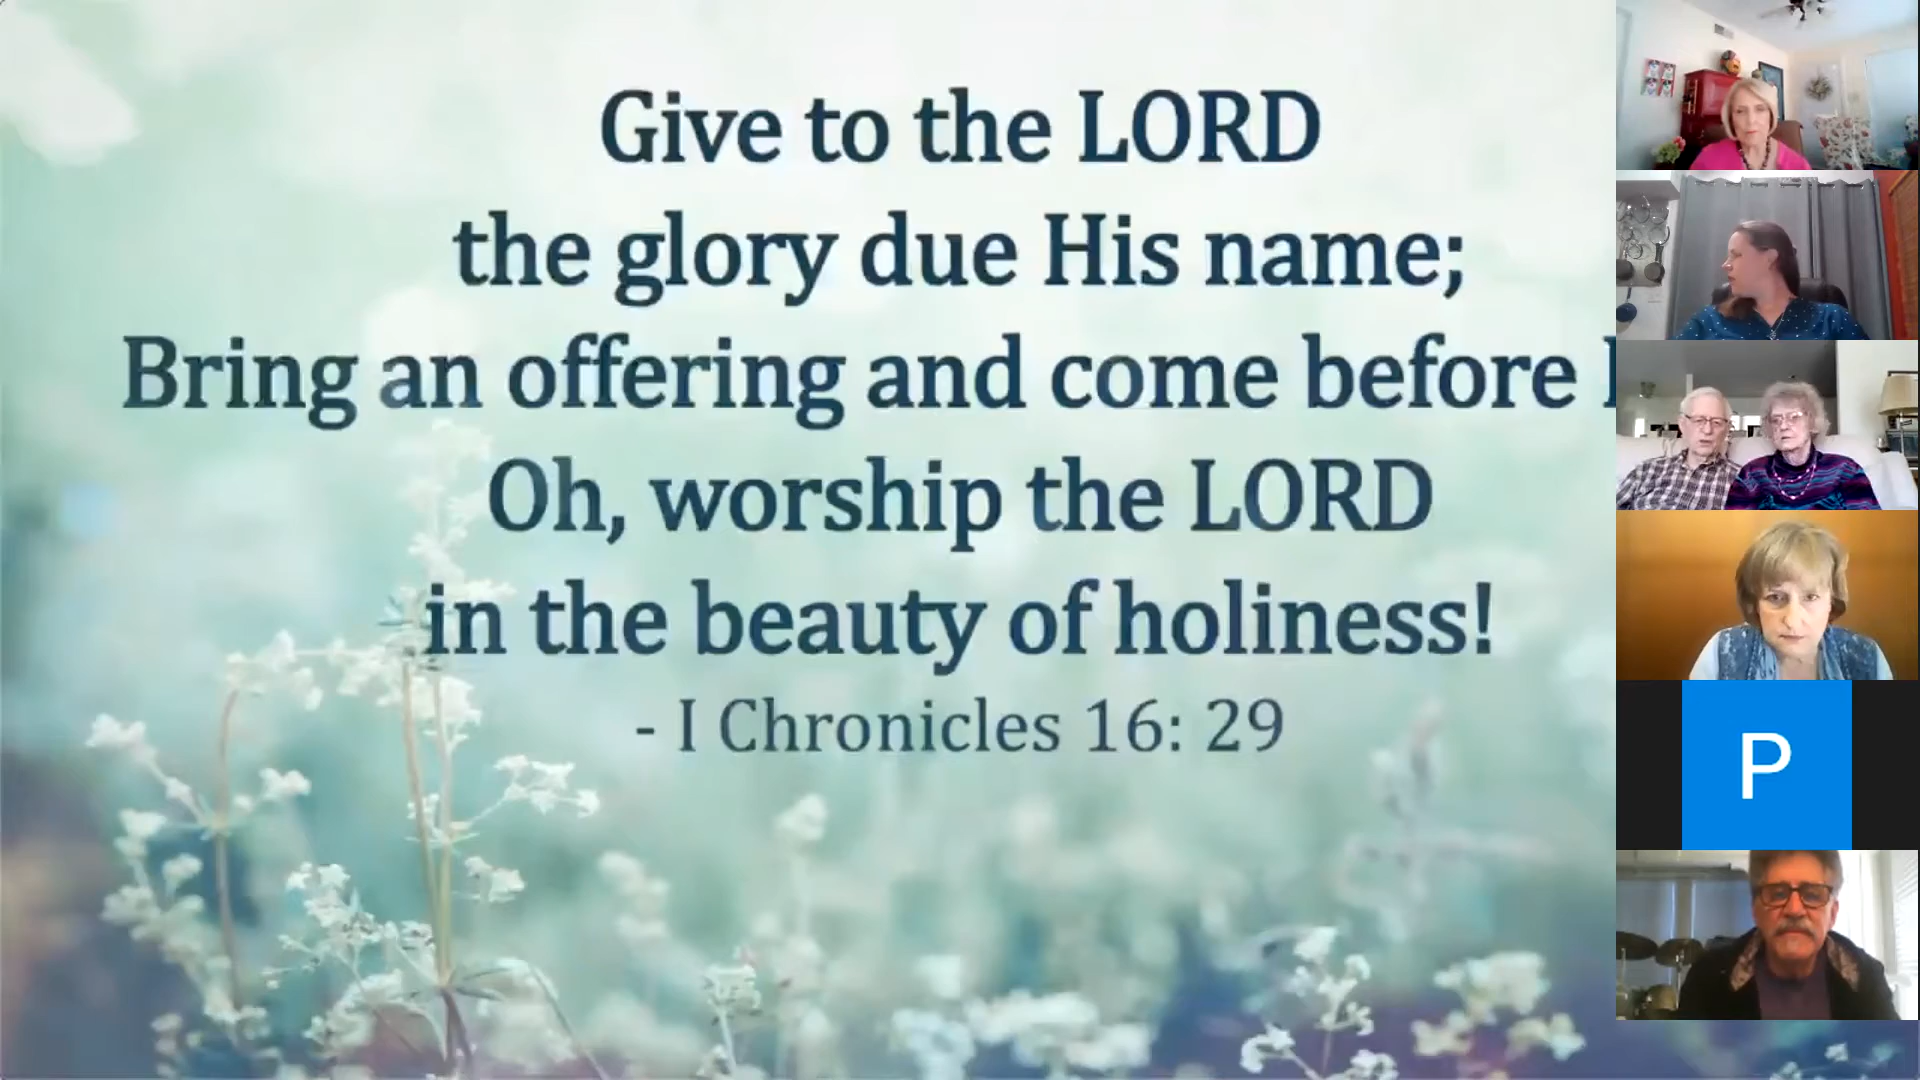 Give to the LORD
the glory due His name;
Bring an offering and come before
Oh, worship the LORD
in the beauty of holiness!
- I Chronicles 16: 29
P